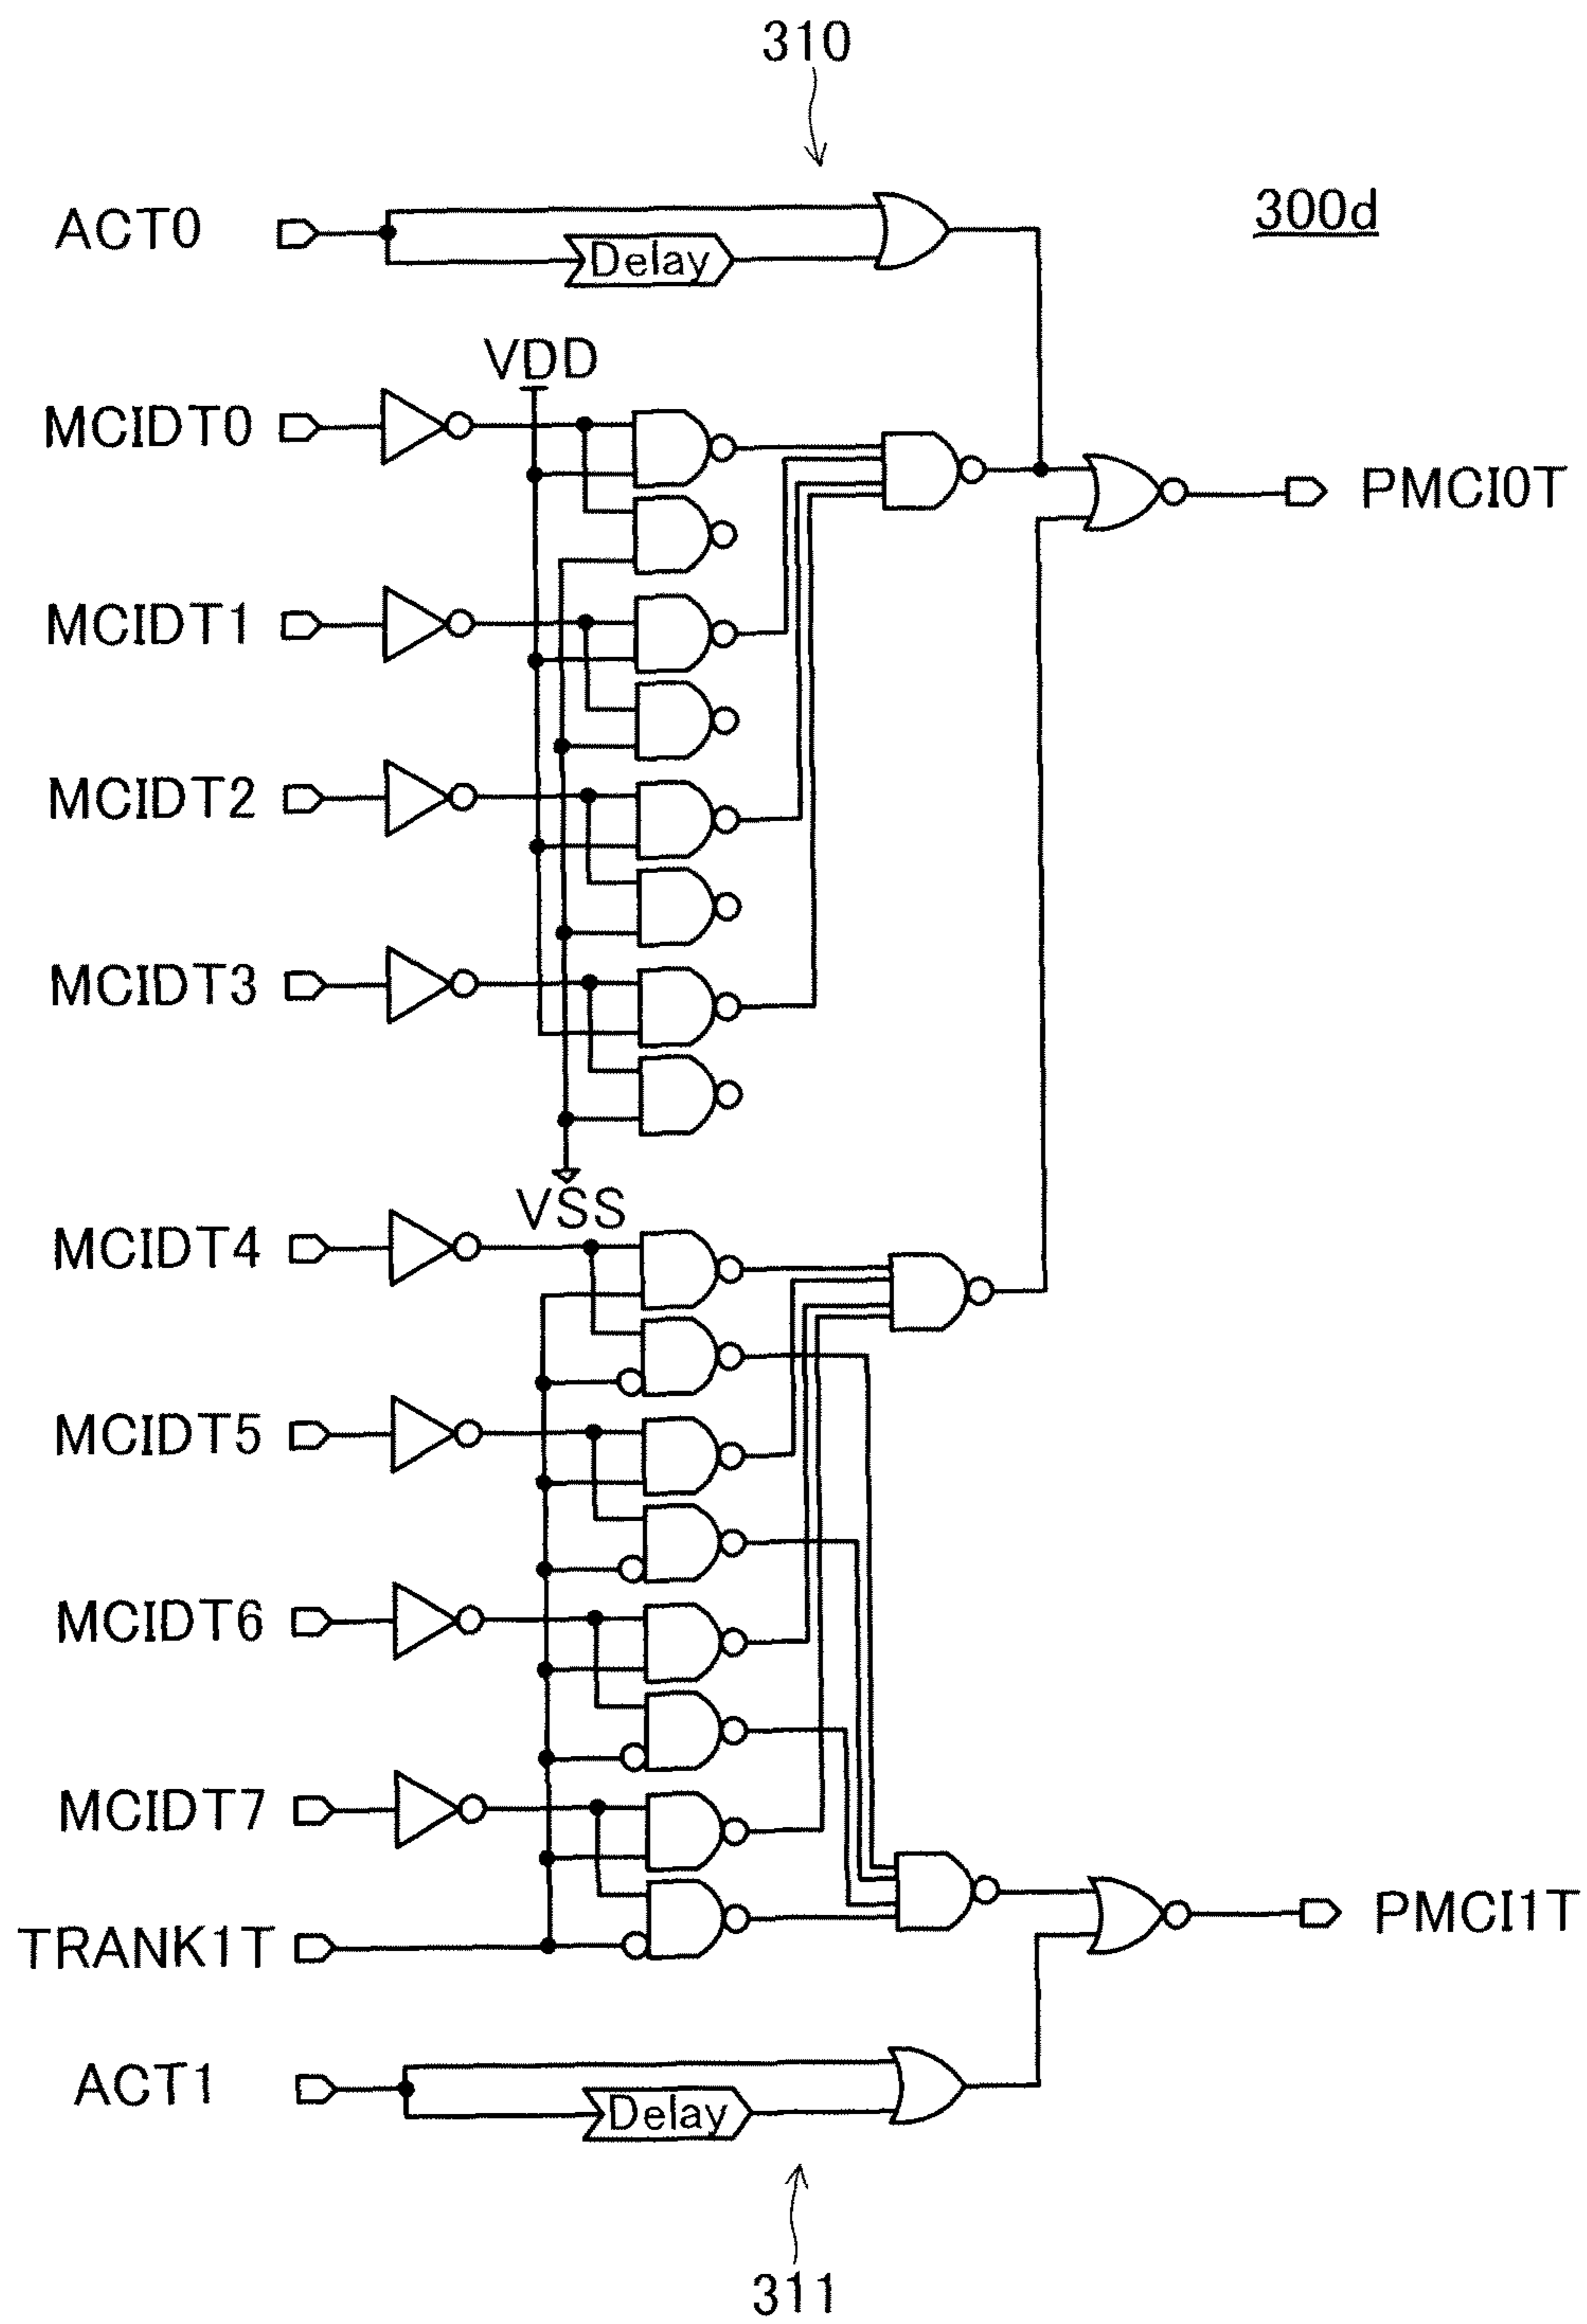 310
300d
ACT0
Delay
VDD
MCIDT0
PMCI0T
MCIDT1
MCIDT2
MCIDT3
VSS
MCIDT4
MCIDT5
MCIDT6
MCIDT7
PMCI1T
TRANK1T
ACT1
Delay
311